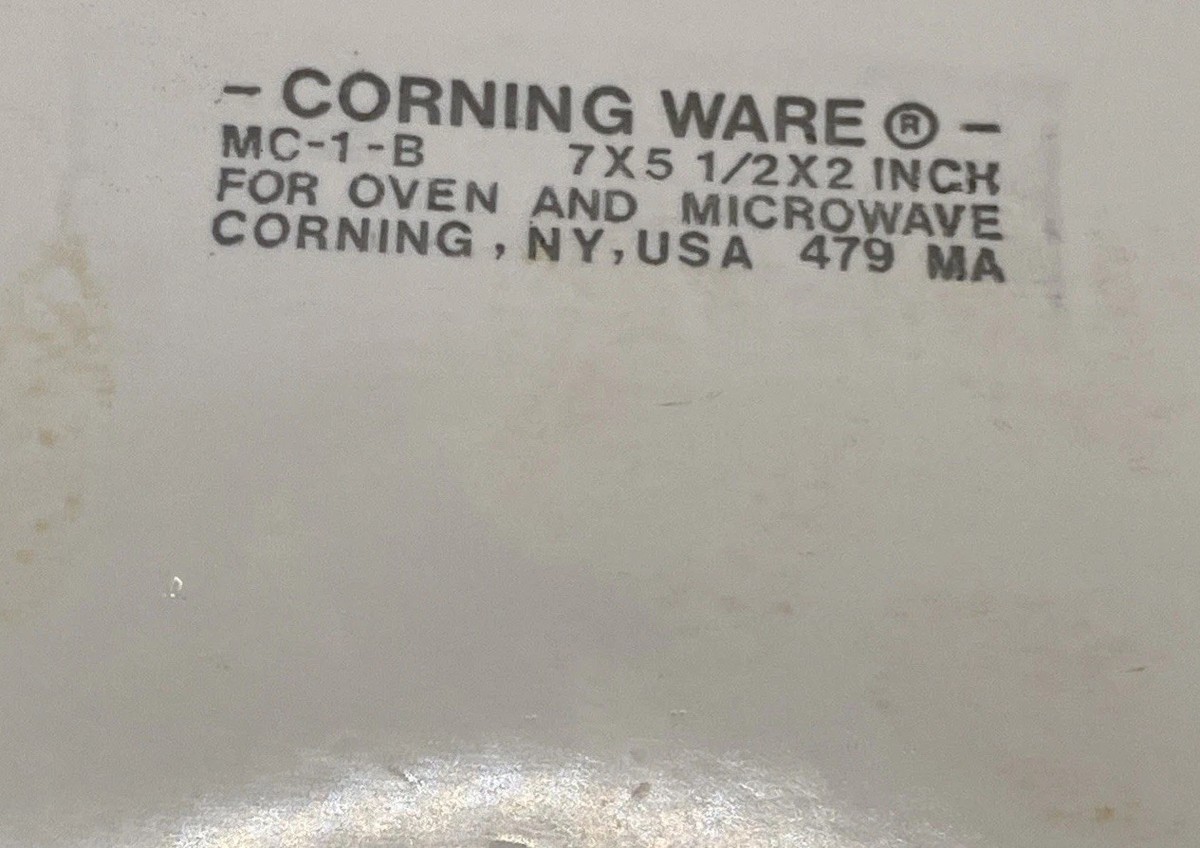 - CORNING WARE ® -
MC-1-B 7X5 1/2X2 INCH
FOR OVEN AND MICROWAVE
CORNING, NY, USA 479 MA